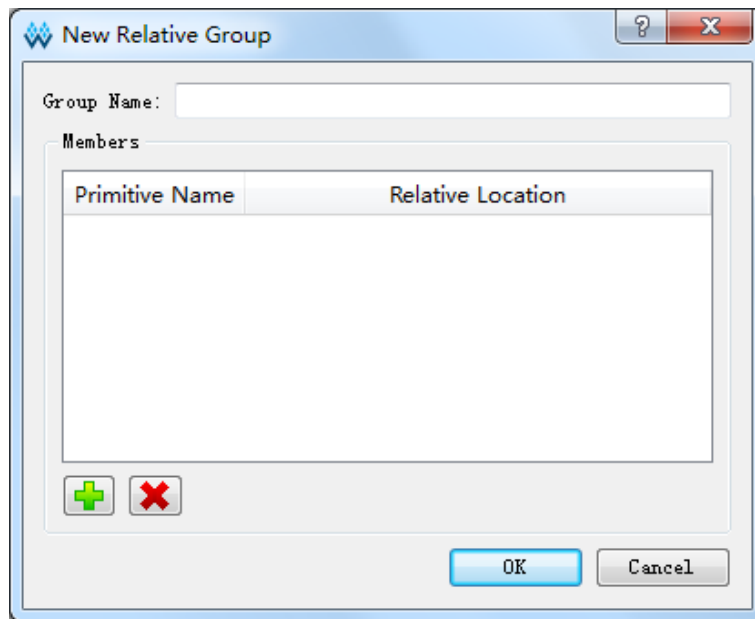 New Relative Group
Group Name:
Members
Primitive Name Relative Location
OK Cancel